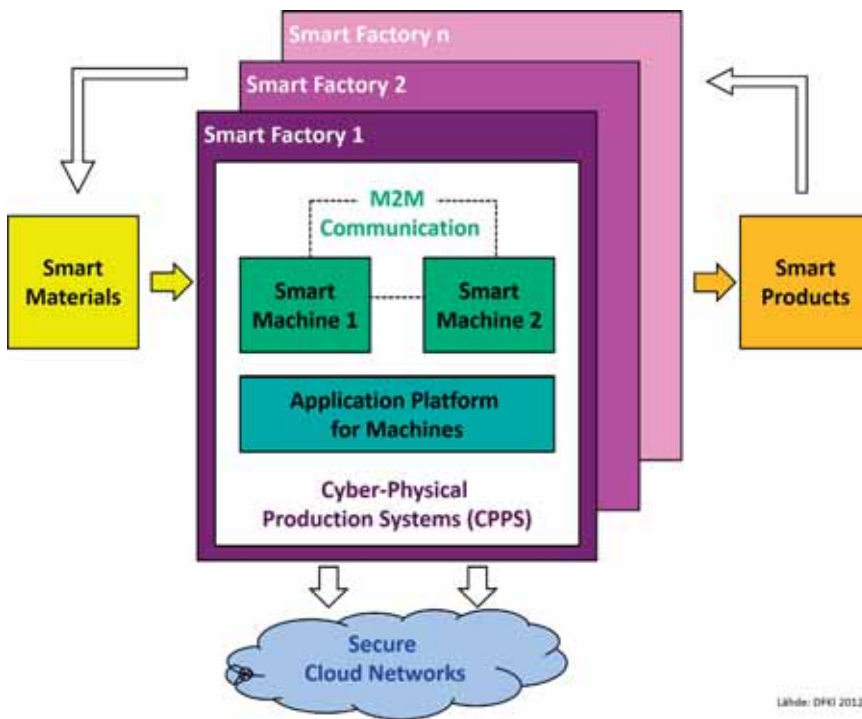 Smart Factory n
Smart Factory 2
Smart Factory 1
M2M
Communication
Smart
Materials
Smart
Machine 1
Smart
Machine 2
Smart
Products
Application Platform
for Machines
Cyber-Physical
Production Systems (CPPS)
Secure
Cloud Networks
Lähde: DFKI 2012